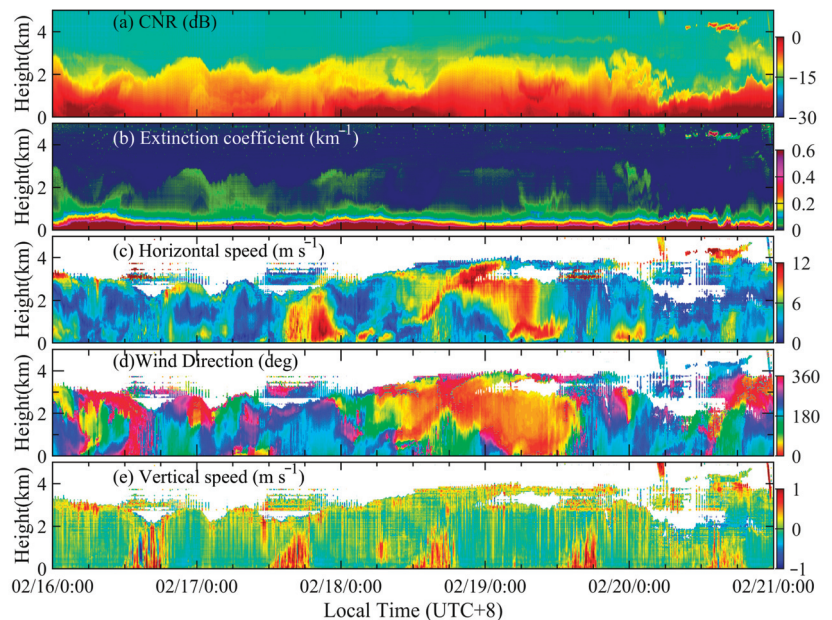 (a) CNR (dB)
Height(km)
4
2
0
0
−15
−30
(b) Extinction coefficient (km⁻¹)
Height(km)
4
2
0
0.6
0.4
0.2
0
(c) Horizontal speed (m s⁻¹)
Height(km)
4
2
0
12
6
0
(d)Wind Direction (deg)
Height(km)
4
2
0
360
180
0
(e) Vertical speed (m s⁻¹)
Height(km)
4
2
0
1
0
−1
02/16/0:00 02/17/0:00 02/18/0:00 02/19/0:00 02/20/0:00 02/21/0:00
Local Time (UTC+8)